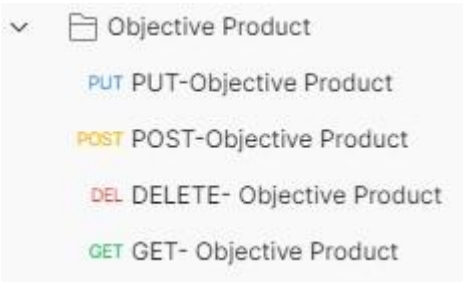 Objective Product
PUT PUT-Objective Product
POST POST-Objective Product
DEL DELETE- Objective Product
GET GET- Objective Product